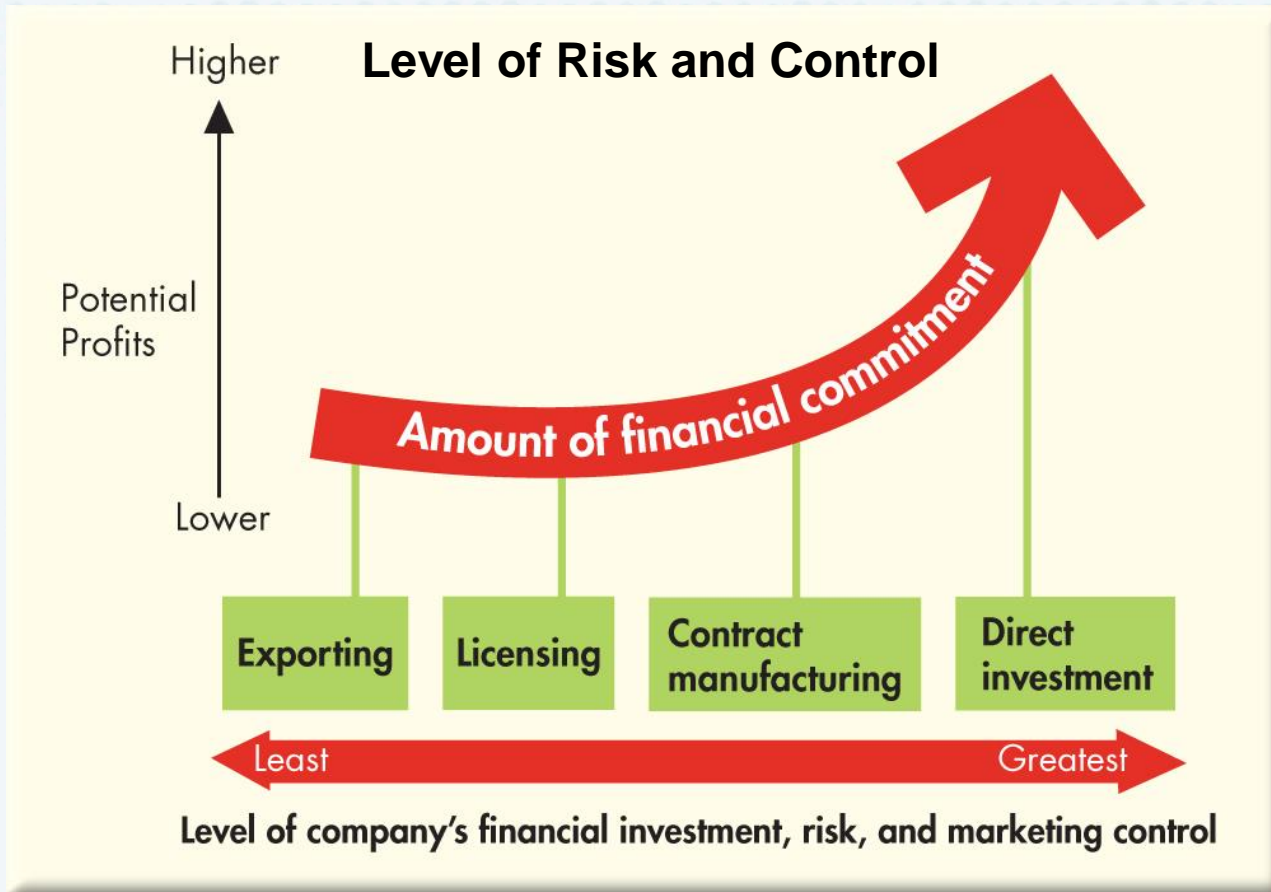 Level of Risk and Control
Higher
Potential
Profits
Lower
Amount of financial commitment
Exporting
Licensing
Contract
manufacturing
Direct
investment
Least
Greatest
Level of company’s financial investment, risk, and marketing control